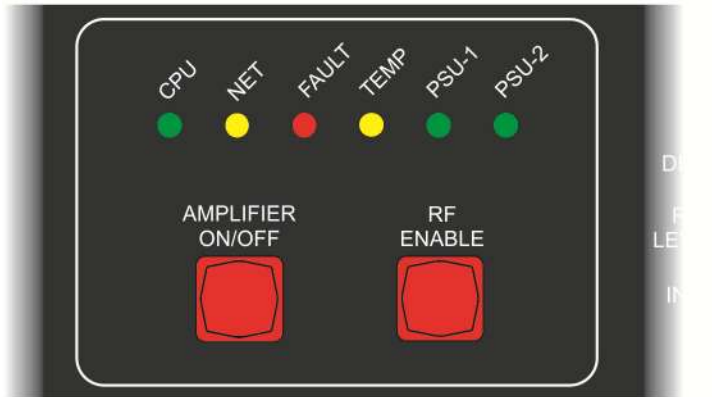 CPU
NET
FAULT
TEMP
PSU-1
PSU-2
AMPLIFIER
ON/OFF
RF
ENABLE